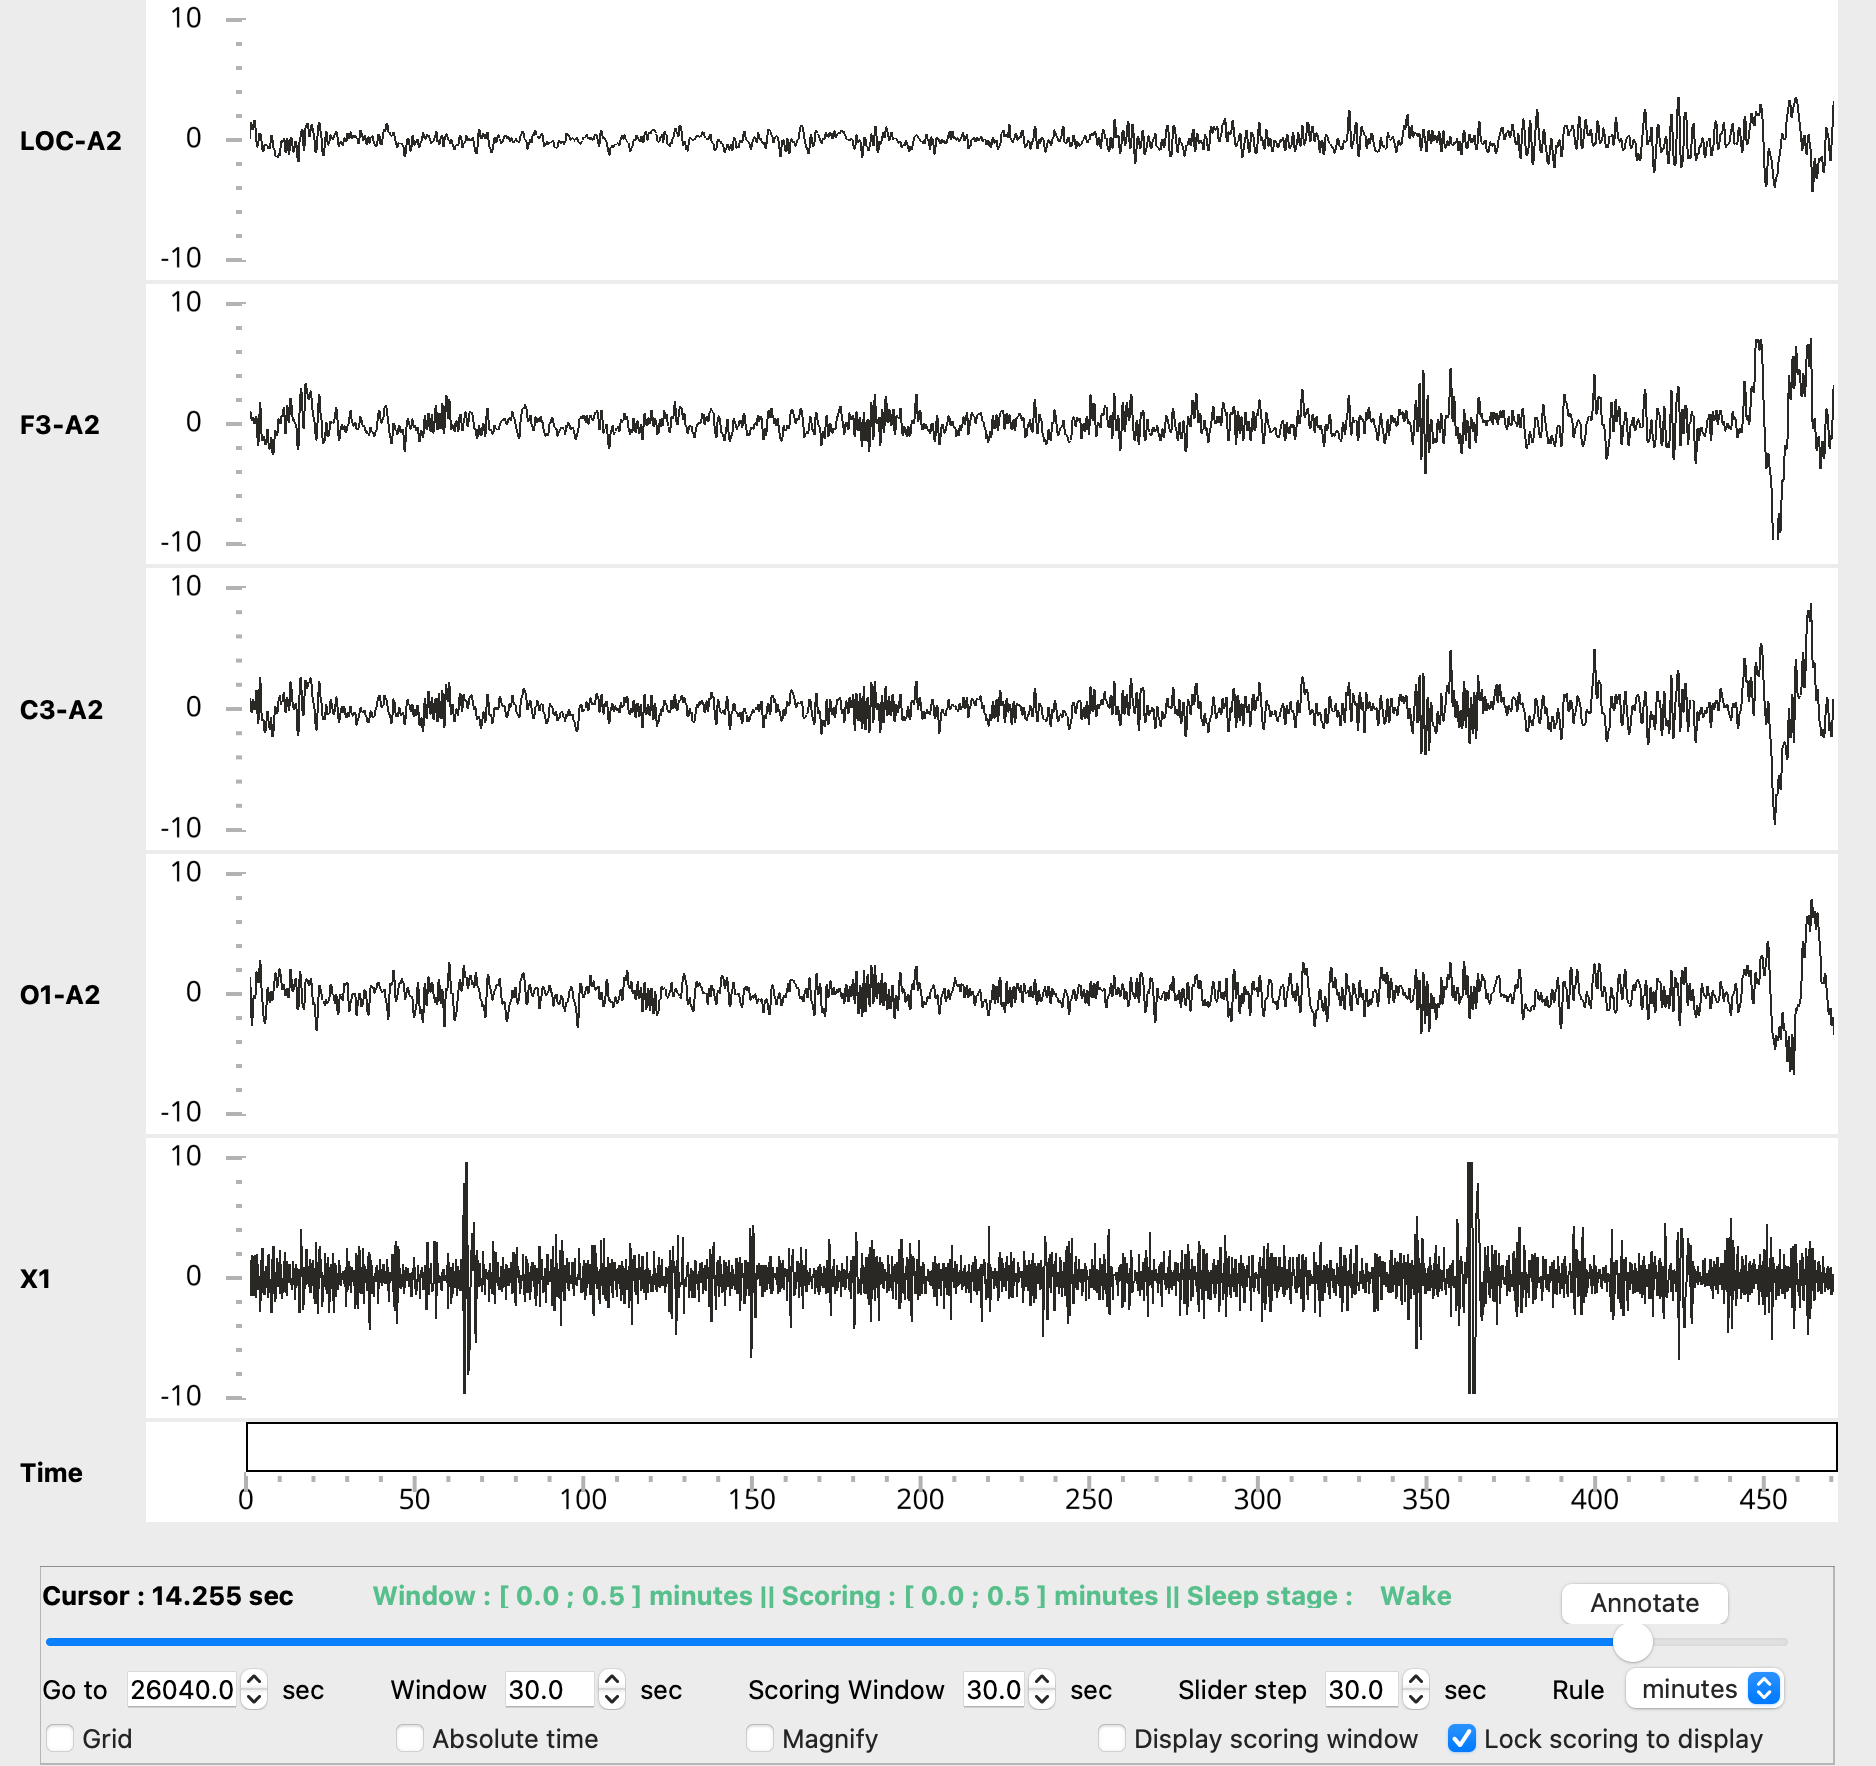 10
LOC-A2 0
-10
10
F3-A2 0
-10
10
C3-A2 0
-10
10
O1-A2 0
-10
10
X1 0
-10
Time
0 50 100 150 200 250 300 350 400 450
Cursor : 14.255 sec Window : [ 0.0 ; 0.5 ] minutes || Scoring : [ 0.0 ; 0.5 ] minutes || Sleep stage : Wake Annotate
Go to 26040.0 sec Window 30.0 sec Scoring Window 30.0 sec Slider step 30.0 sec Rule minutes
Grid Absolute time Magnify Display scoring window Lock scoring to display